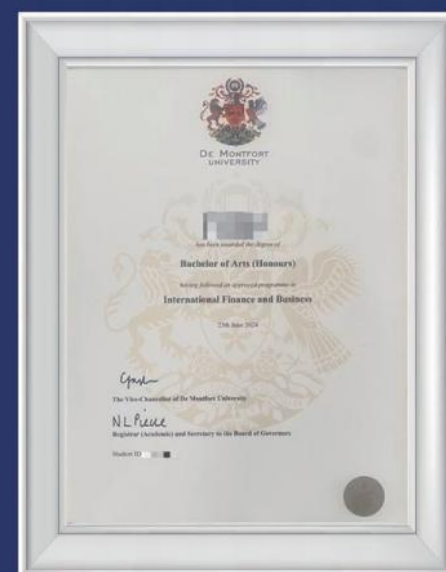 DE MONTFORT
UNIVERSITY
has been awarded the degree of
Bachelor of Arts (Honours)
having followed an approved programme in
International Finance and Business
June 2024
The Vice-Chancellor of De Montfort University
N L Pierce
Registrar (Academic) and Secretary to the Board of Governors
Student ID